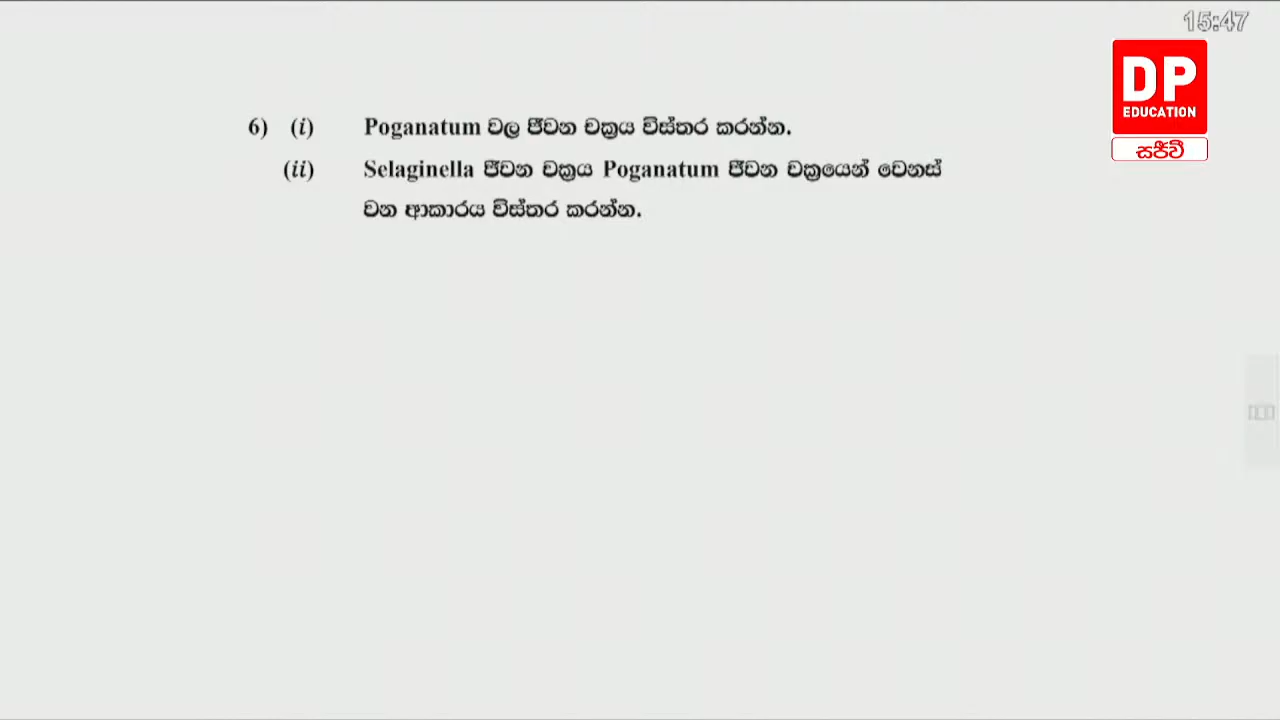 15:47
DP
EDUCATION
සජීවී
6) (i) Poganatum වල ජීවන චක්‍රය විස්තර කරන්න.
(ii) Selaginella ජීවන චක්‍රය Poganatum ජීවන චක්‍රයෙන් වෙනස්
වන ආකාරය විස්තර කරන්න.